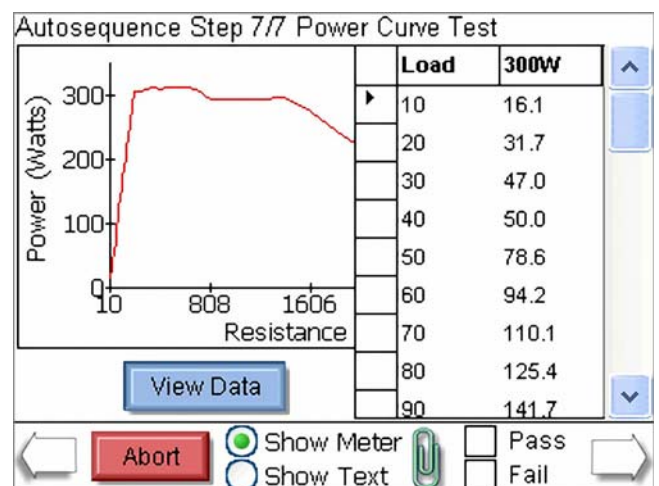 Autosequence Step 7/7 Power Curve Test
Power (Watts)
300
200
100
0
10 808 1606
Resistance
Load 300W
10 16.1
20 31.7
30 47.0
40 50.0
50 78.6
60 94.2
70 110.1
80 125.4
90 141.7
View Data
Abort
Show Meter
Show Text
Pass
Fail